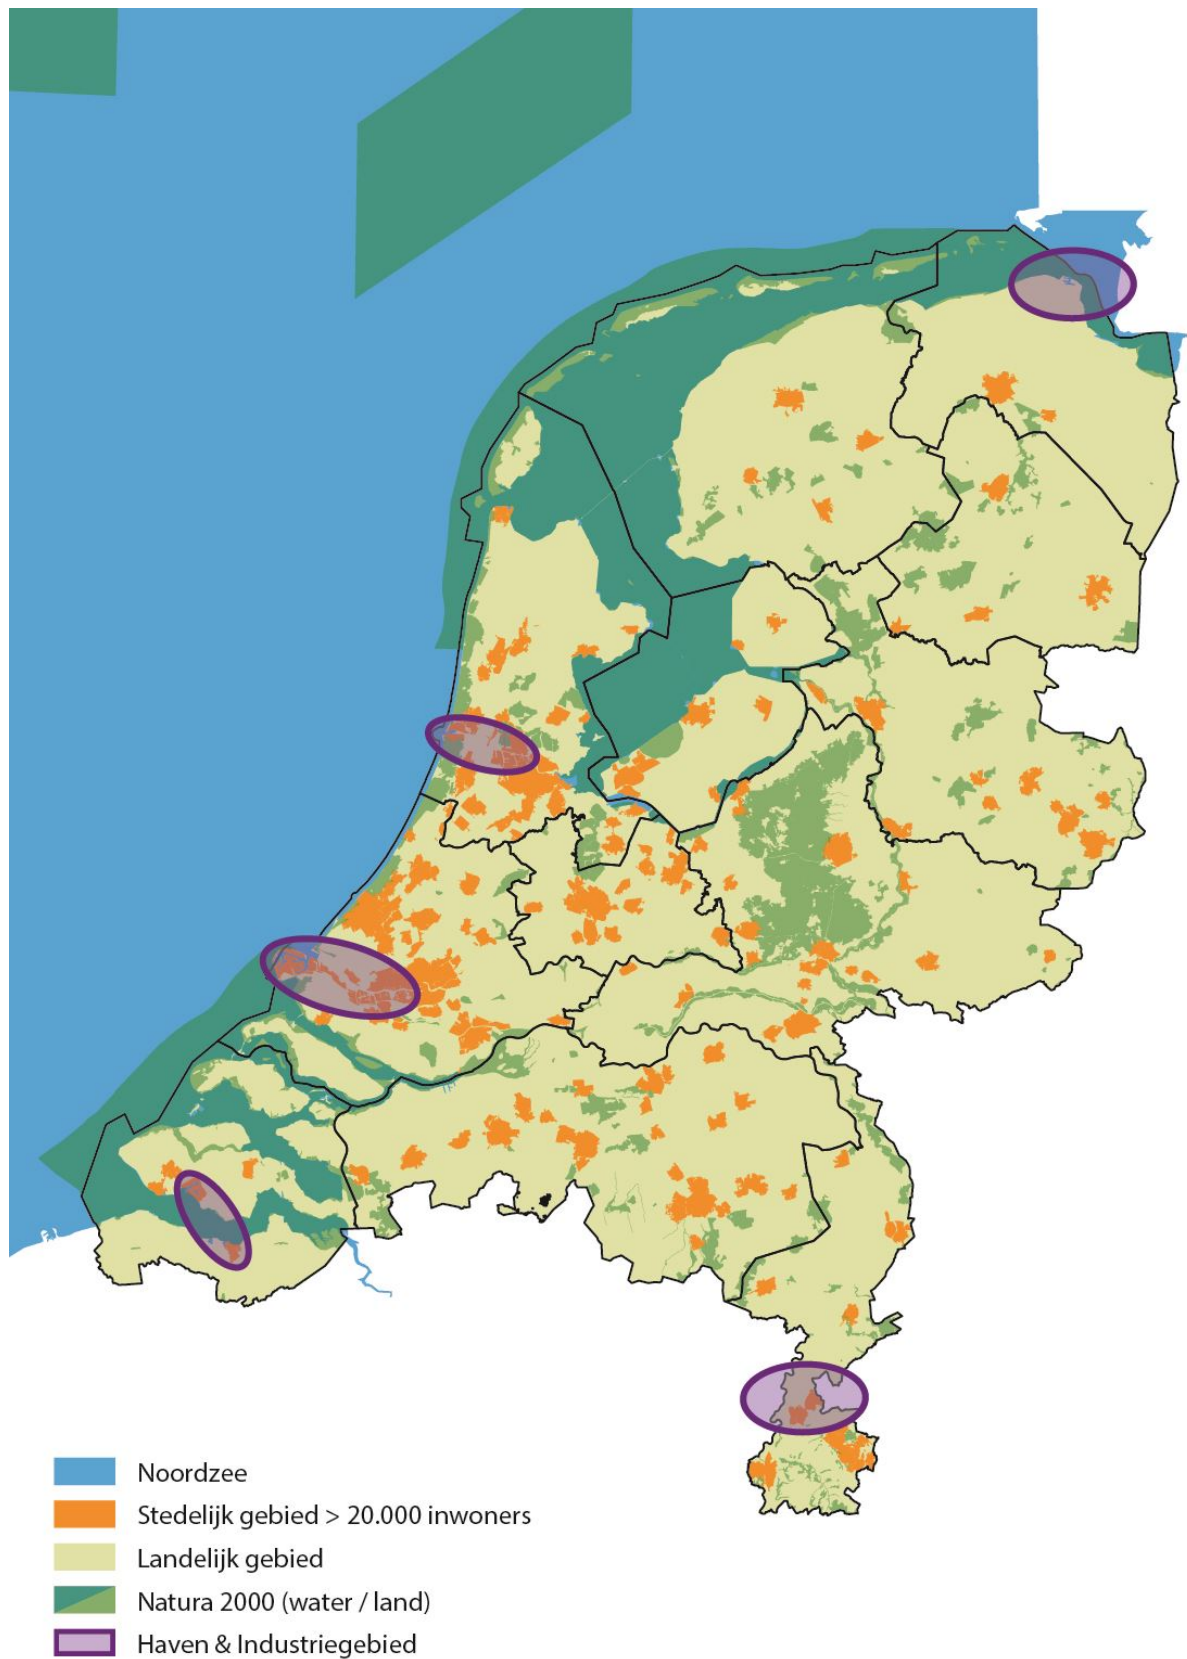 Noordzee
Stedelijk gebied > 20.000 inwoners
Landelijk gebied
Natura 2000 (water / land)
Haven & Industriegebied